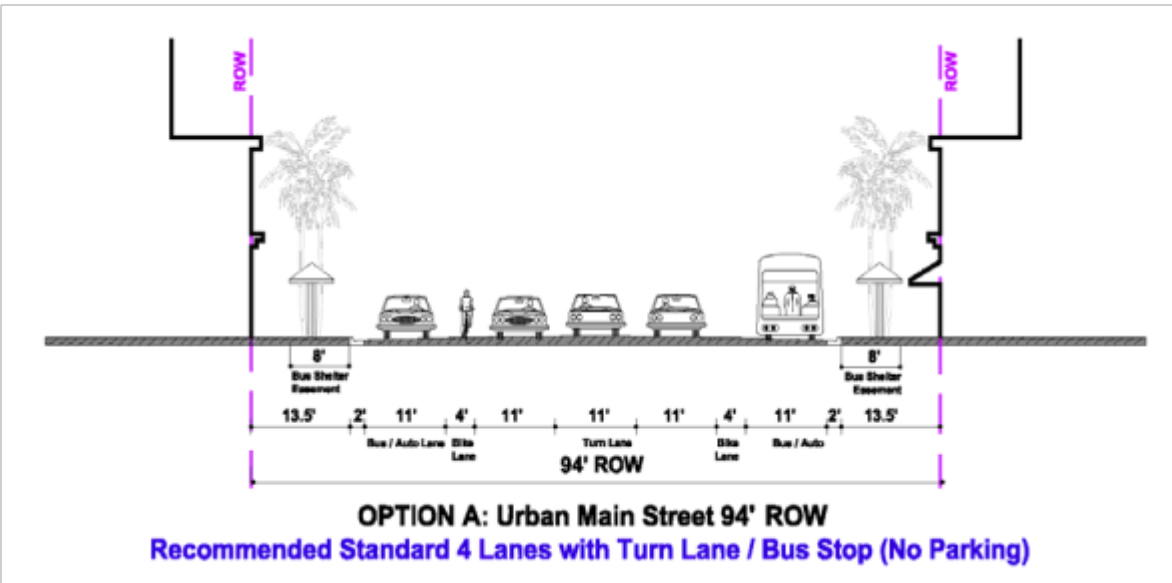 ROW
ROW
8'
Bus Shelter
Easement
8'
Bus Shelter
Easement
13.5' 2' 11' 4' 11' 11' 11' 4' 11' 2' 13.5'
Bus / Auto Lane Bike Lane Turn Lane Bike Lane Bus / Auto
94' ROW
OPTION A: Urban Main Street 94' ROW
Recommended Standard 4 Lanes with Turn Lane / Bus Stop (No Parking)